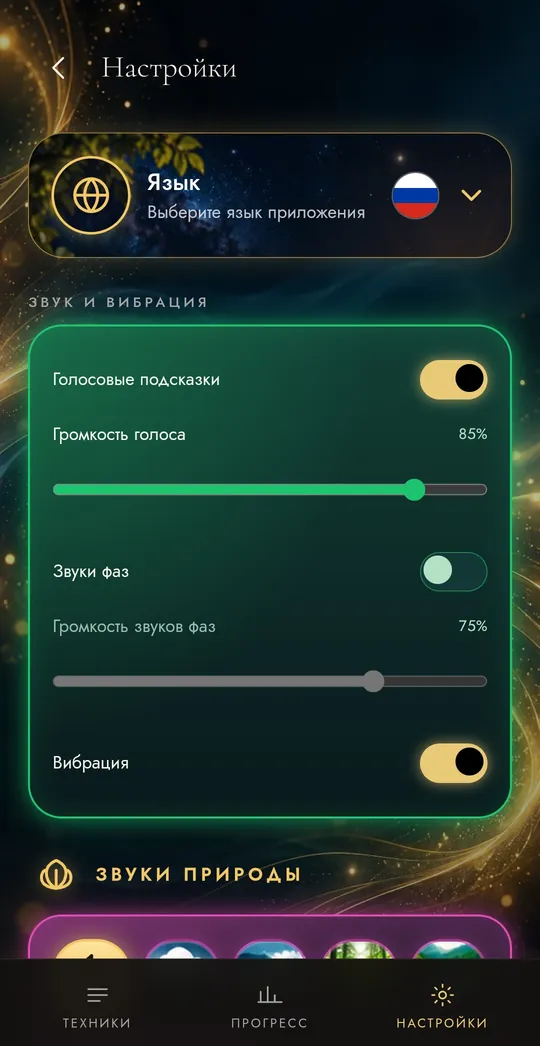 Настройки
Язык
Выберите язык приложения
ЗВУК И ВИБРАЦИЯ
Голосовые подсказки
Громкость голоса 85%
Звуки фаз
Громкость звуков фаз 75%
Вибрация
ЗВУКИ ПРИРОДЫ
ТЕХНИКИ ПРОГРЕСС НАСТРОЙКИ